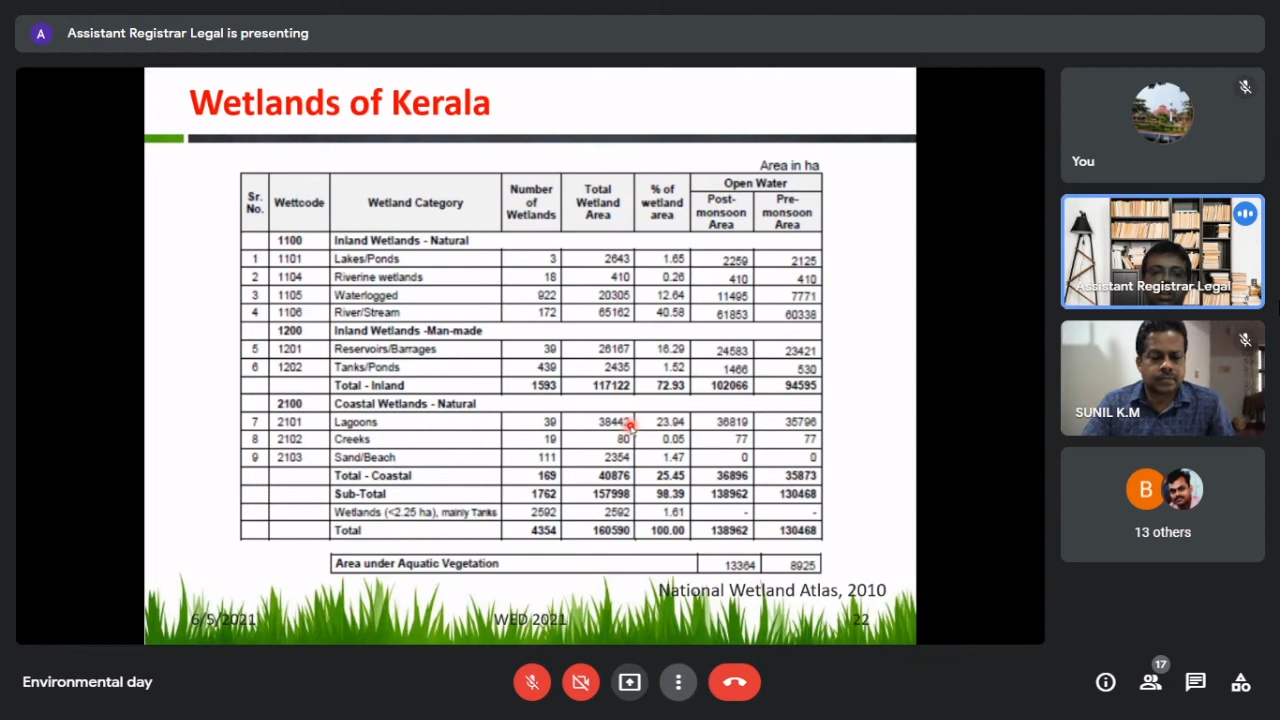 A Assistant Registrar Legal is presenting
Wetlands of Kerala
Area in ha
Sr. No. Wettcode Wetland Category Number of Wetlands Total Wetland Area % of wetland area Open Water Post-monsoon Area Pre-monsoon Area
1100 Inland Wetlands - Natural
1 1101 Lakes/Ponds 3 2643 1.65 2259 2125
2 1104 Riverine wetlands 18 410 0.26 410 410
3 1105 Waterlogged 922 20305 12.64 11495 7771
4 1106 River/Stream 172 65162 40.58 61853 60338
1200 Inland Wetlands -Man-made
5 1201 Reservoirs/Barrages 39 26167 16.29 24583 23421
6 1202 Tanks/Ponds 439 2435 1.52 1466 530
Total - Inland 1593 117122 72.93 102066 94595
2100 Coastal Wetlands - Natural
7 2101 Lagoons 39 38442 23.94 36819 35796
8 2102 Creeks 19 80 0.05 77 77
9 2103 Sand/Beach 111 2354 1.47 0 0
Total - Coastal 169 40876 25.45 36896 35873
Sub-Total 1762 157998 98.39 138962 130468
Wetlands (<2.25 ha), mainly Tanks 2592 2592 1.61 - -
Total 4354 160590 100.00 138962 130468
Area under Aquatic Vegetation 13364 8925
National Wetland Atlas, 2010
6/5/2021 WED 2021 22
You
Assistant Registrar Legal
SUNIL K.M
B
13 others
Environmental day
17